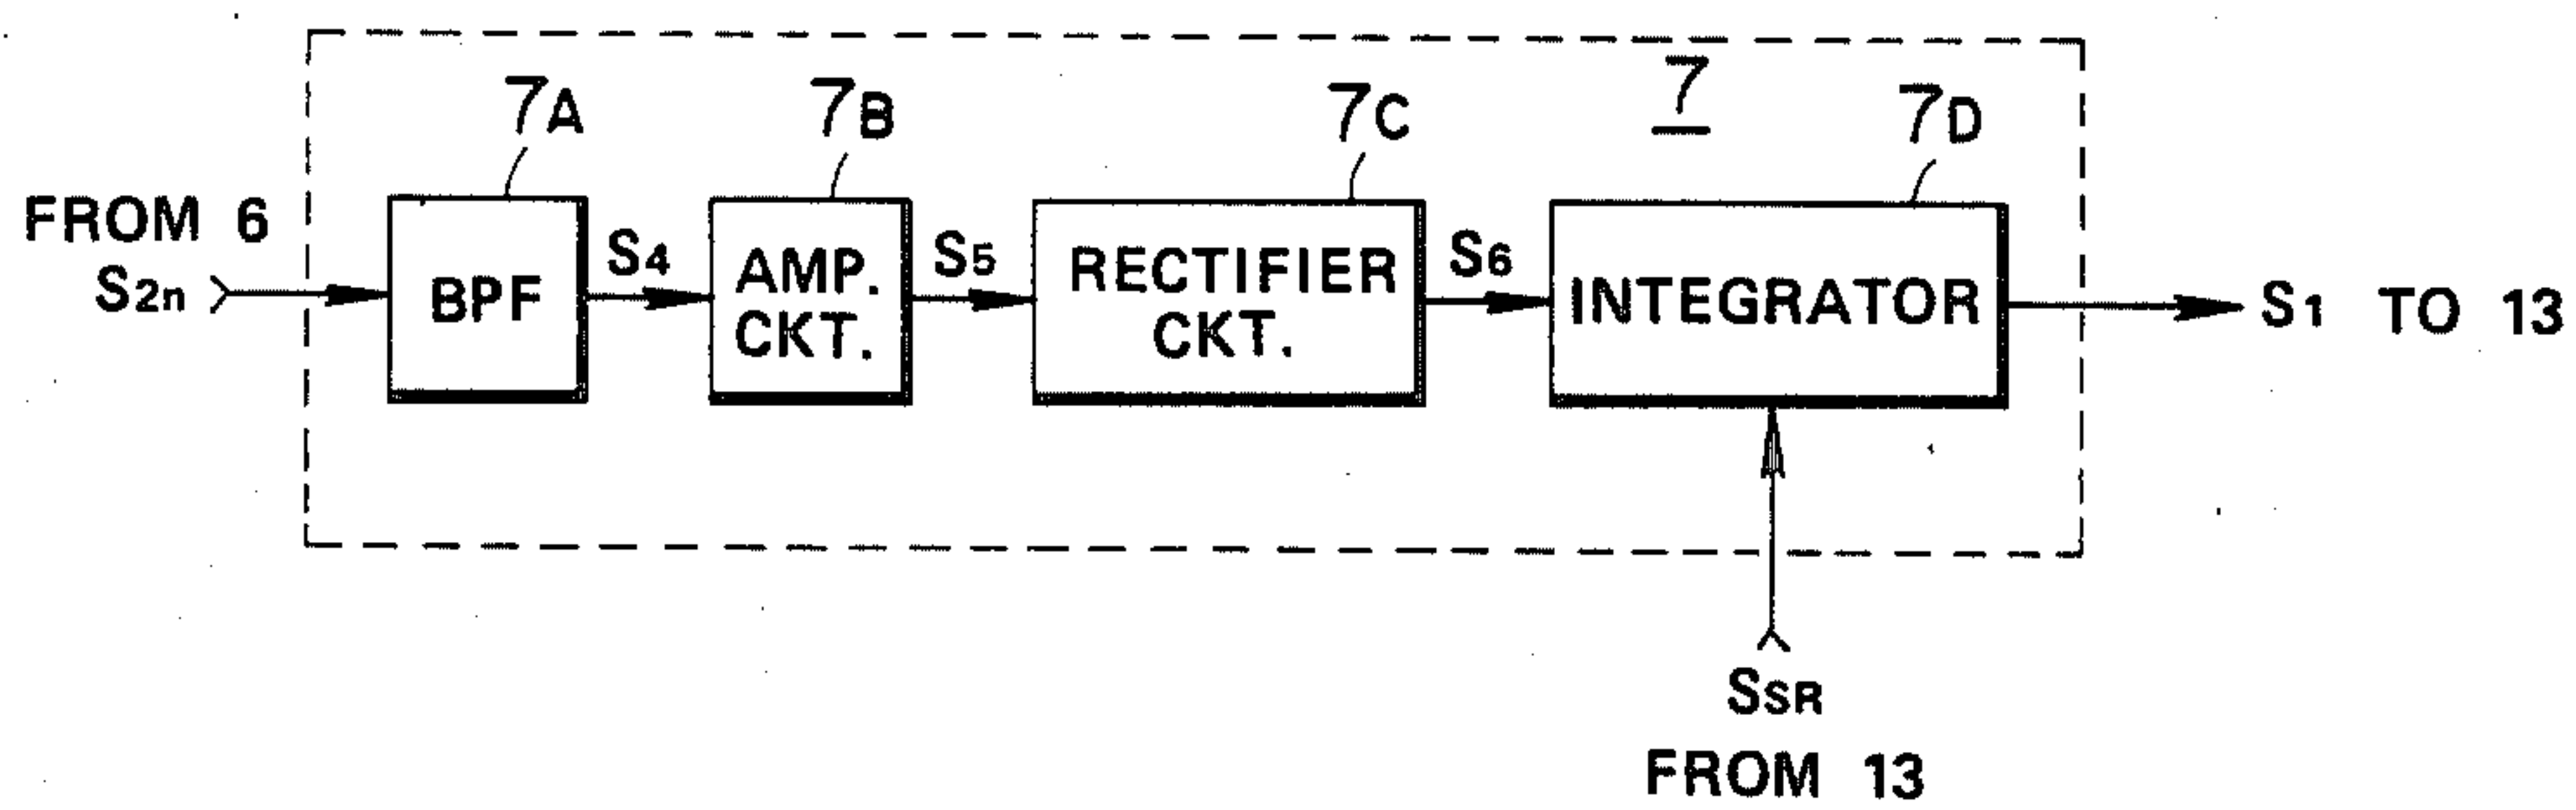 7A
7B
7C
7
7D
FROM 6
S2n
BPF
S4
AMP.
CKT.
S5
RECTIFIER
CKT.
S6
INTEGRATOR
S1 TO 13
SSR
FROM 13